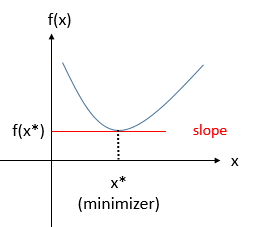 f(x)
f(x*)
slope
x
x*
(minimizer)